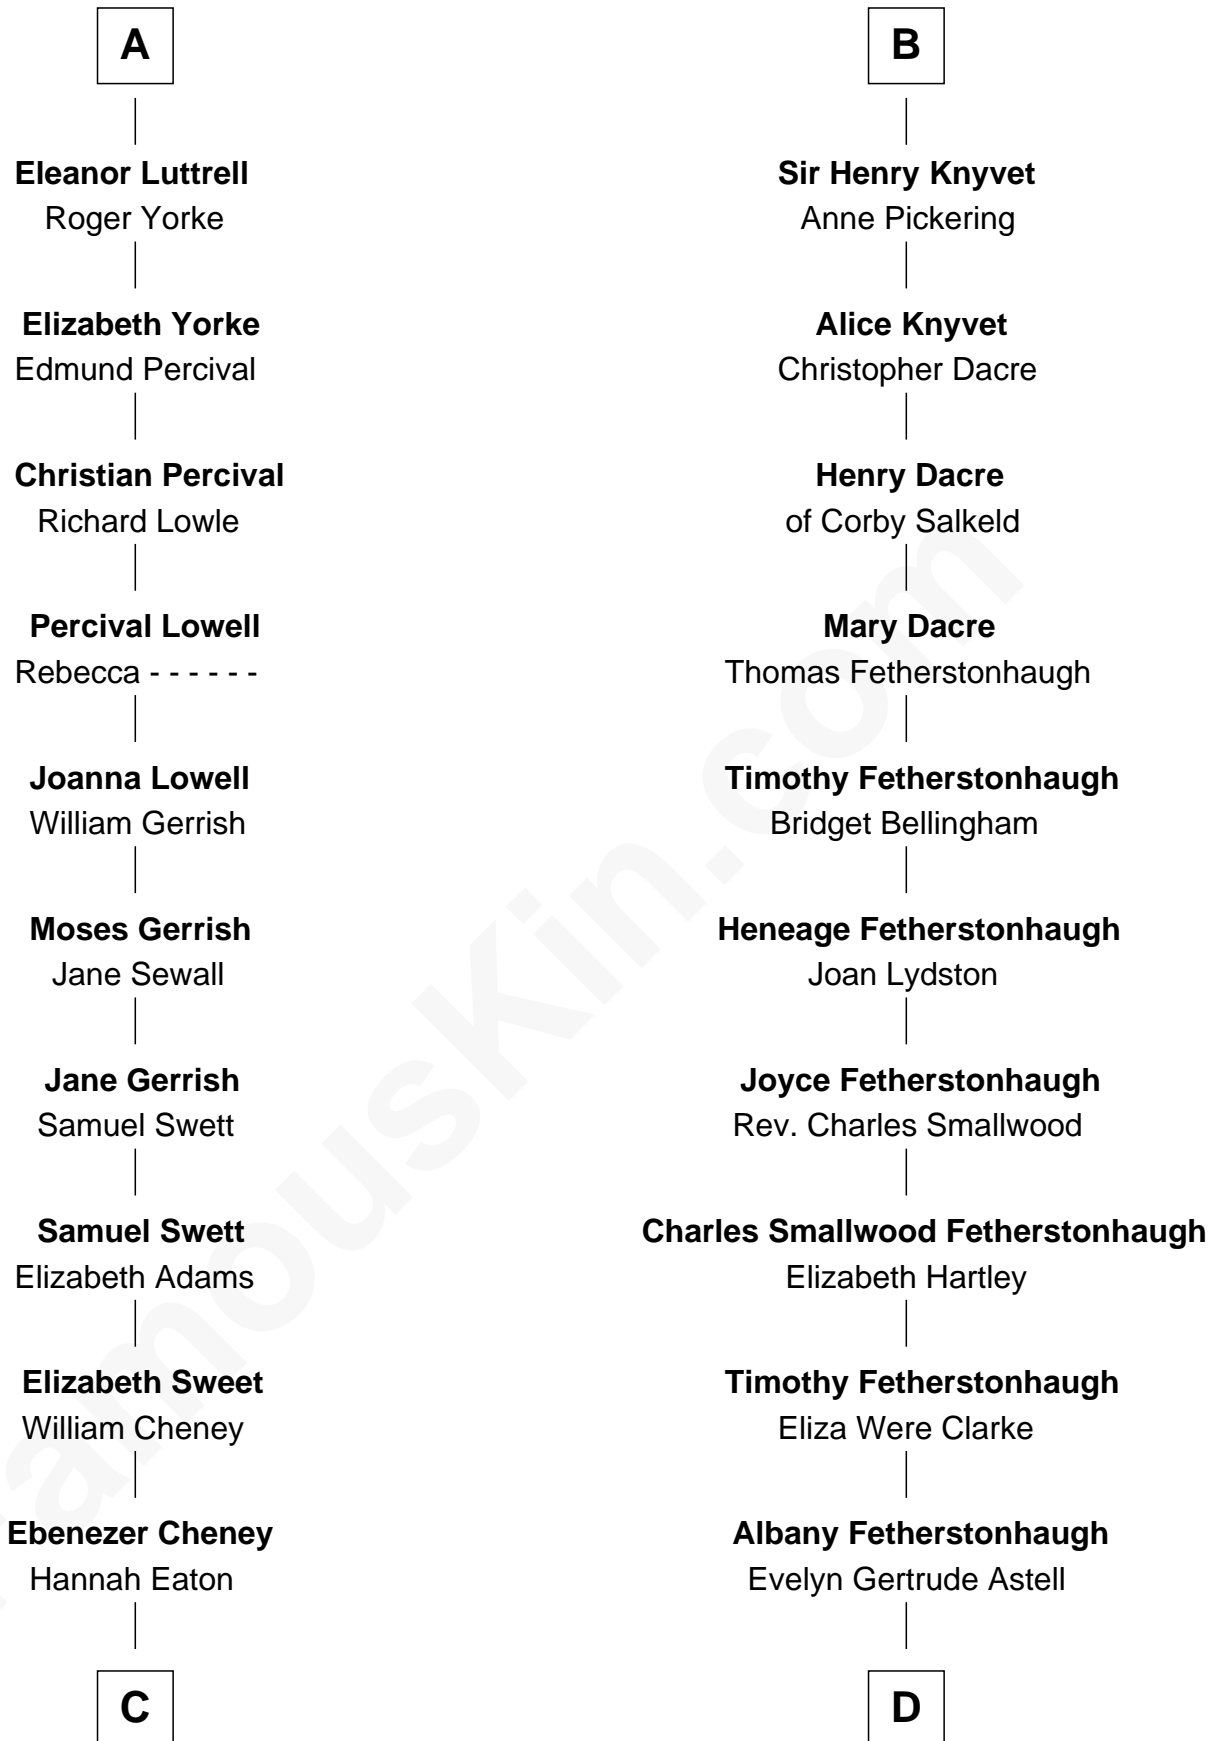 A
Eleanor Luttrell
Roger Yorke
Elizabeth Yorke
Edmund Percival
Christian Percival
Richard Lowle
Percival Lowell
Rebecca - - - - - -
Joanna Lowell
William Gerrish
Moses Gerrish
Jane Sewall
Jane Gerrish
Samuel Swett
Samuel Swett
Elizabeth Adams
Elizabeth Sweet
William Cheney
Ebenezer Cheney
Hannah Eaton
C
B
Sir Henry Knyvet
Anne Pickering
Alice Knyvet
Christopher Dacre
Henry Dacre
of Corby Salkeld
Mary Dacre
Thomas Fetherstonhaugh
Timothy Fetherstonhaugh
Bridget Bellingham
Heneage Fetherstonhaugh
Joan Lydston
Joyce Fetherstonhaugh
Rev. Charles Smallwood
Charles Smallwood Fetherstonhaugh
Elizabeth Hartley
Timothy Fetherstonhaugh
Eliza Were Clarke
Albany Fetherstonhaugh
Evelyn Gertrude Astell
D
FamousKin.com